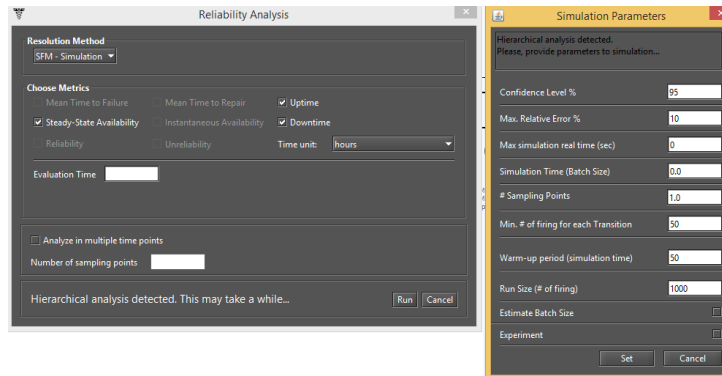 Reliability Analysis
Resolution Method
SFM - Simulation
Choose Metrics
Mean Time to Failure
Mean Time to Repair
Uptime
Steady-State Availability
Instantaneous Availability
Downtime
Reliability
Unreliability
Time unit:
hours
Evaluation Time
Analyze in multiple time points
Number of sampling points
Hierarchical analysis detected. This may take a while...
Run
Cancel
Simulation Parameters
Hierarchical analysis detected.
Please, provide parameters to simulation...
Confidence Level %
95
Max. Relative Error %
10
Max simulation real time (sec)
0
Simulation Time (Batch Size)
0.0
# Sampling Points
1.0
Min. # of firing for each Transition
50
Warm-up period (simulation time)
50
Run Size (# of firing)
1000
Estimate Batch Size
Experiment
Set
Cancel